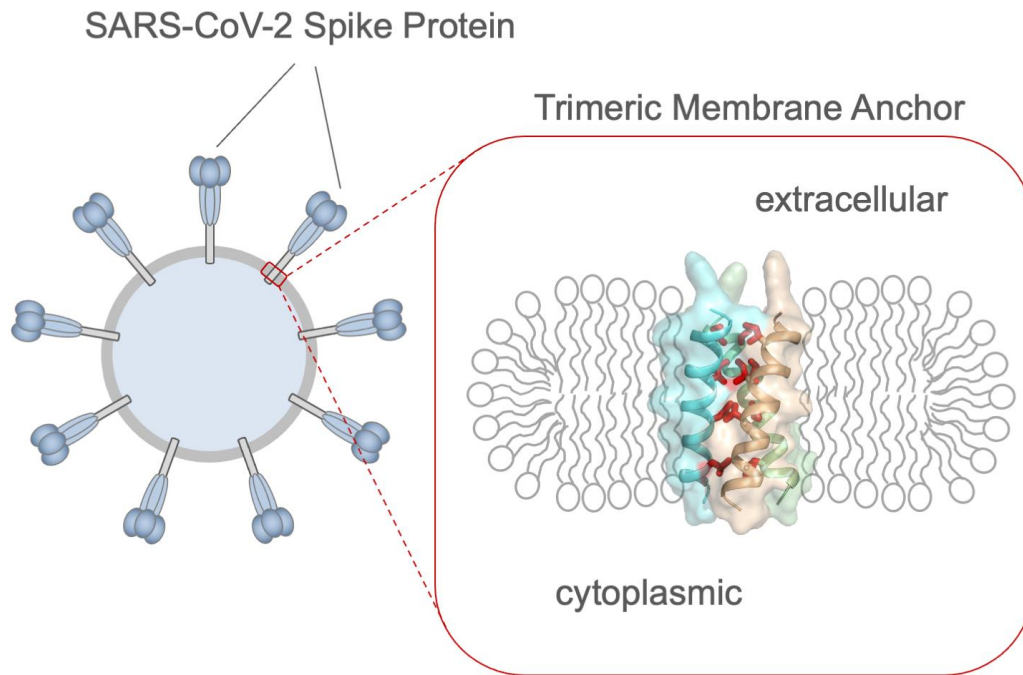 SARS-CoV-2 Spike Protein
Trimeric Membrane Anchor
extracellular
cytoplasmic